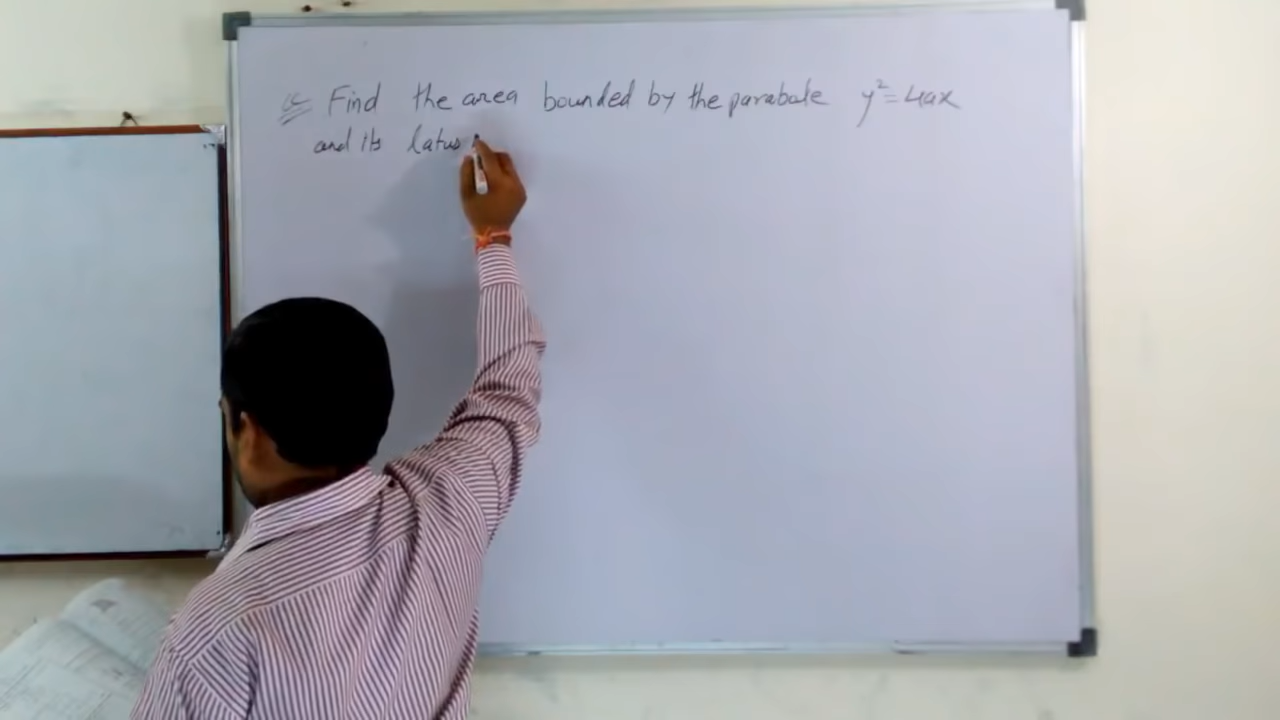 Q Find the area bounded by the parabola y² = 4ax
and its latus